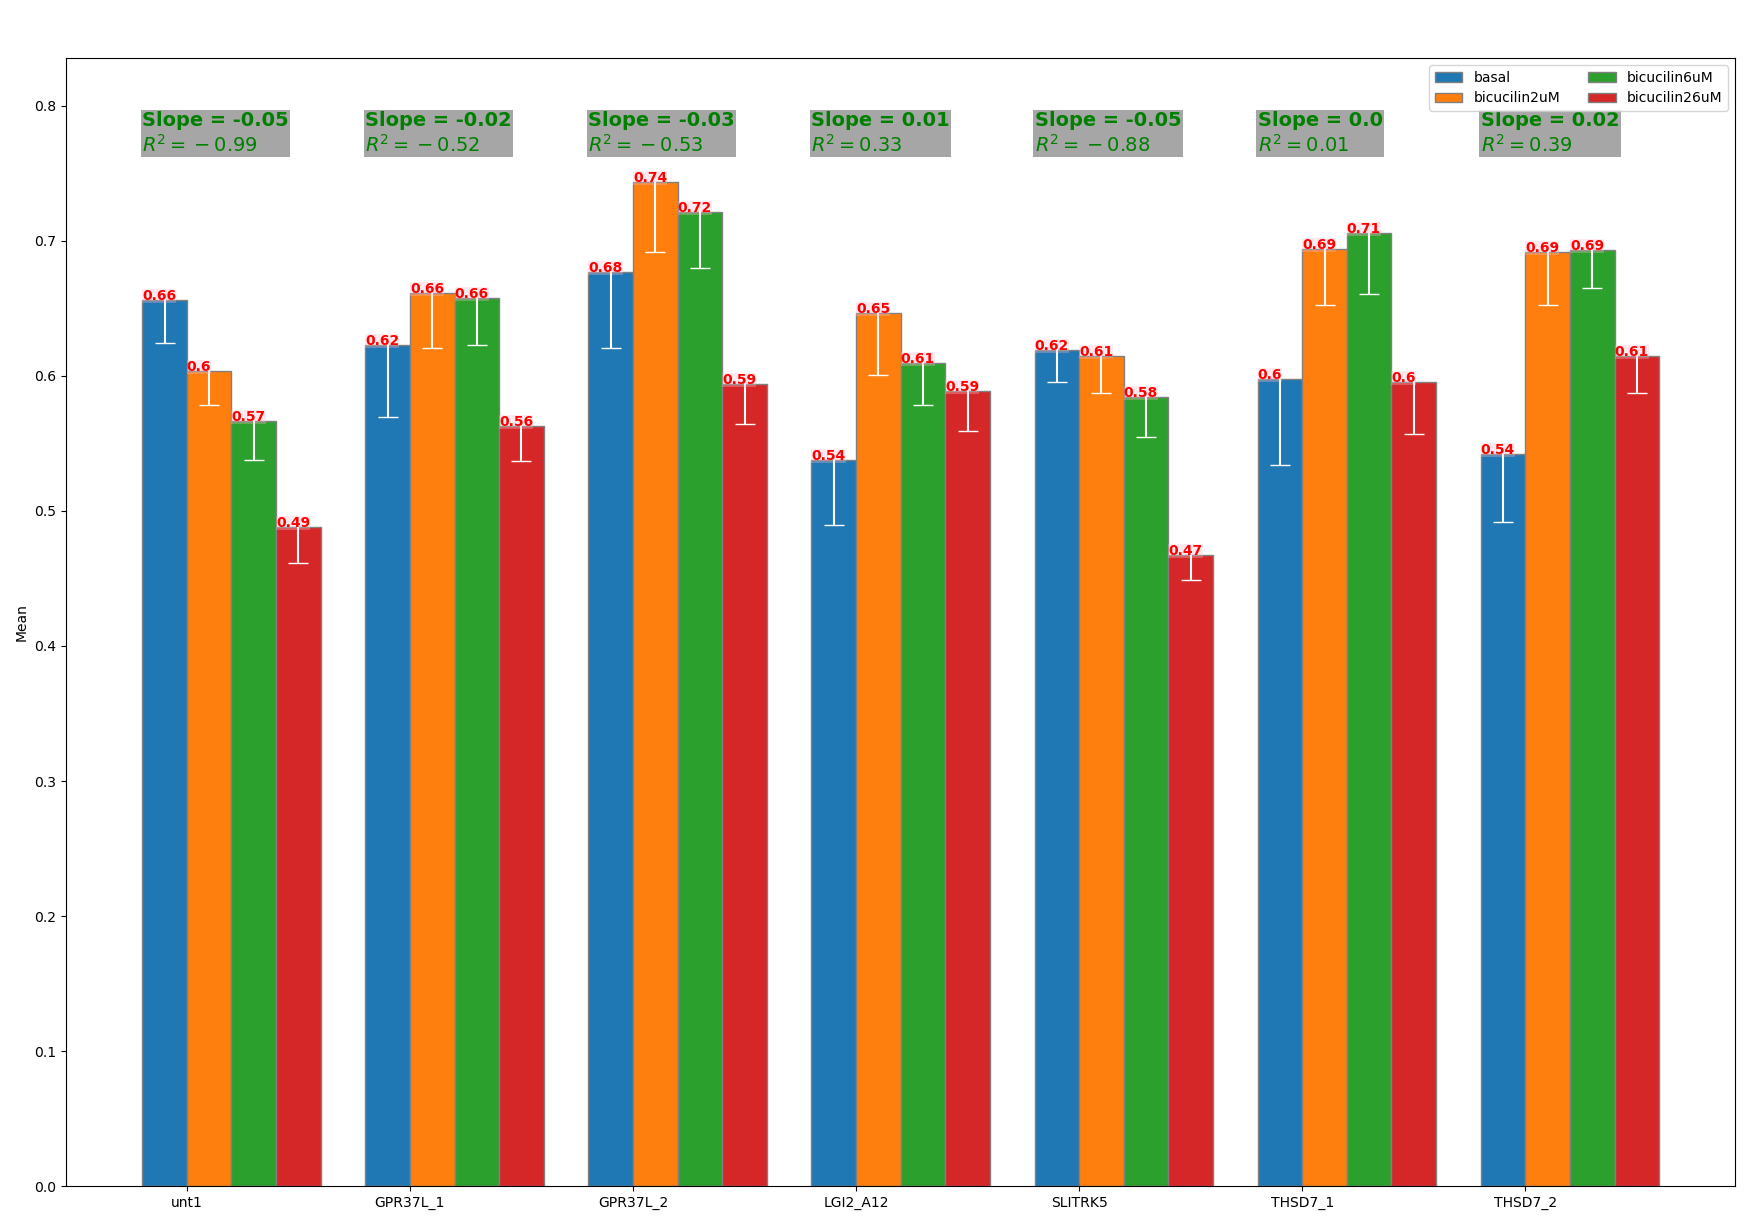 basal
bicucilin2uM
bicucilin6uM
bicucilin26uM
Slope = -0.05
R² = −0.99
Slope = -0.02
R² = −0.52
Slope = -0.03
R² = −0.53
Slope = 0.01
R² = 0.33
Slope = -0.05
R² = −0.88
Slope = 0.0
R² = 0.01
Slope = 0.02
R² = 0.39
0.66
0.6
0.57
0.49
0.62
0.66
0.66
0.56
0.68
0.74
0.72
0.59
0.54
0.65
0.61
0.59
0.62
0.61
0.58
0.47
0.6
0.69
0.71
0.6
0.54
0.69
0.69
0.61
Mean
0.8
0.7
0.6
0.5
0.4
0.3
0.2
0.1
0.0
unt1
GPR37L_1
GPR37L_2
LGI2_A12
SLITRK5
THSD7_1
THSD7_2